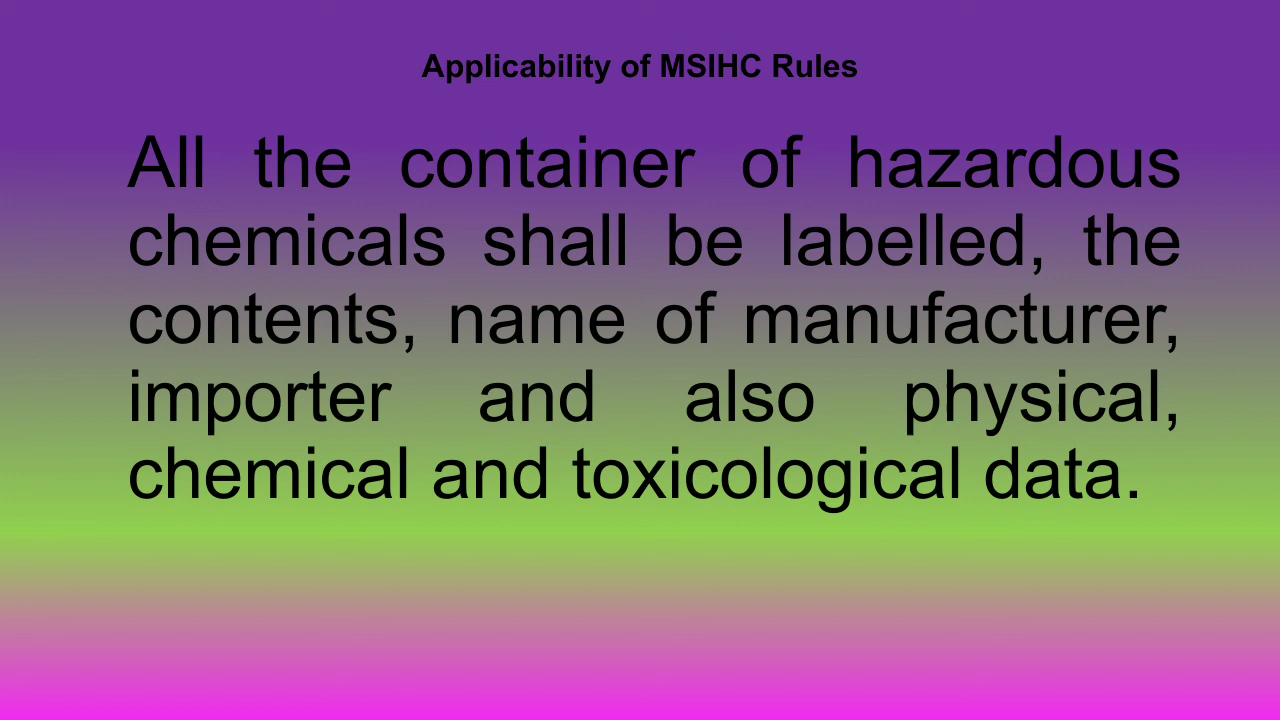 Applicability of MSIHC Rules
All the container of hazardous
chemicals shall be labelled, the
contents, name of manufacturer,
importer and also physical,
chemical and toxicological data.